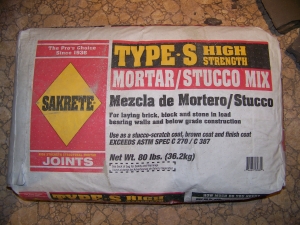 The Pro's Choice
Since 1936
SAKRETE
JOINTS
TYPE-S HIGH
STRENGTH
MORTAR/STUCCO MIX
Mezcla de Mortero/Stucco
For laying brick, block and stone in load
bearing walls and below grade construction
Use as a stucco-scratch coat, brown coat and finish coat
EXCEEDS ASTM SPEC C 270 / C 387
Net Wt. 80 lbs. (36.2kg)
TYPE-S HIGH